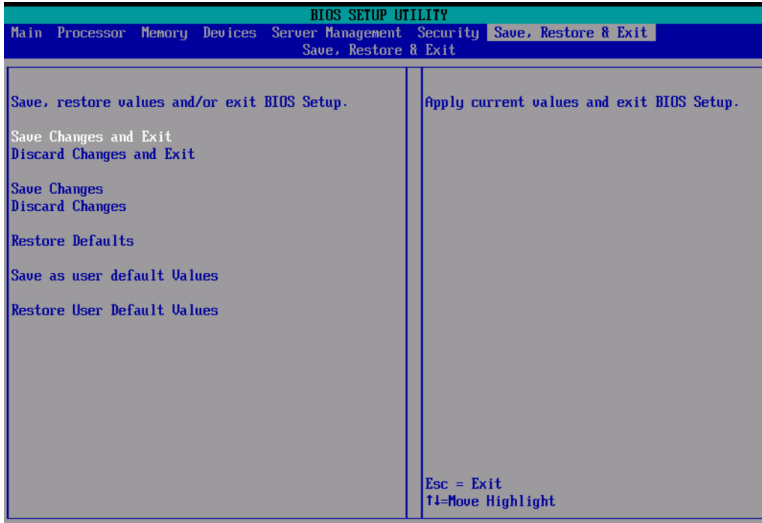 BIOS SETUP UTILITY
Main Processor Memory Devices Server Management Security Save, Restore & Exit
Save, Restore & Exit
Save, restore values and/or exit BIOS Setup.
Save Changes and Exit
Discard Changes and Exit
Save Changes
Discard Changes
Restore Defaults
Save as user default Values
Restore User Default Values
Apply current values and exit BIOS Setup.
Esc = Exit
↑↓=Move Highlight